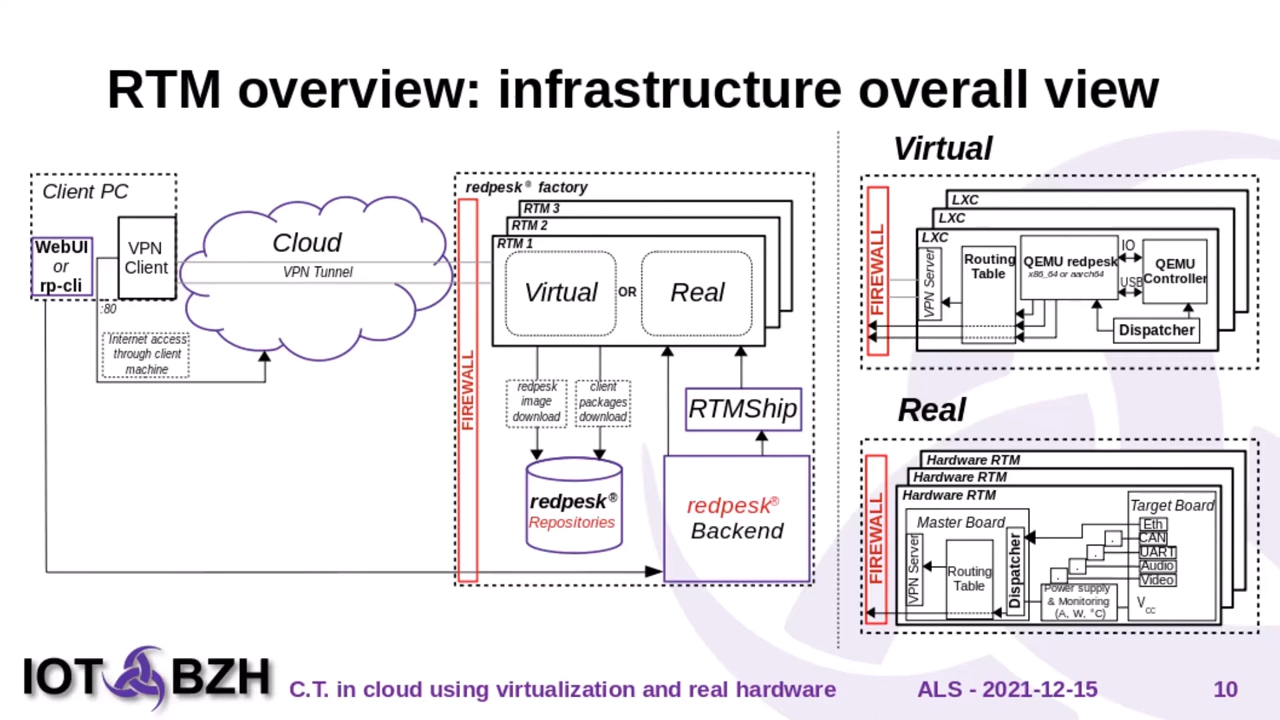 RTM overview: infrastructure overall view
Client PC
WebUI
or
rp-cli
VPN
Client
:80
Internet access
through client
machine
Cloud
VPN Tunnel
redpesk® factory
FIREWALL
RTM 3
RTM 2
RTM 1
Virtual
OR
Real
redpesk
image
download
client
packages
download
RTMShip
redpesk®
Repositories
redpesk®
Backend
Virtual
FIREWALL
LXC
LXC
LXC
VPN Server
Routing
Table
QEMU redpesk
x86_64 or aarch64
IO
USB
QEMU
Controller
Dispatcher
Real
FIREWALL
Hardware RTM
Hardware RTM
Hardware RTM
Master Board
VPN Server
Routing
Table
Dispatcher
Target Board
Eth
CAN
UART
Audio
Video
Power supply
& Monitoring
(A, W, °C)
Vcc
IOT BZH
C.T. in cloud using virtualization and real hardware
ALS - 2021-12-15
10